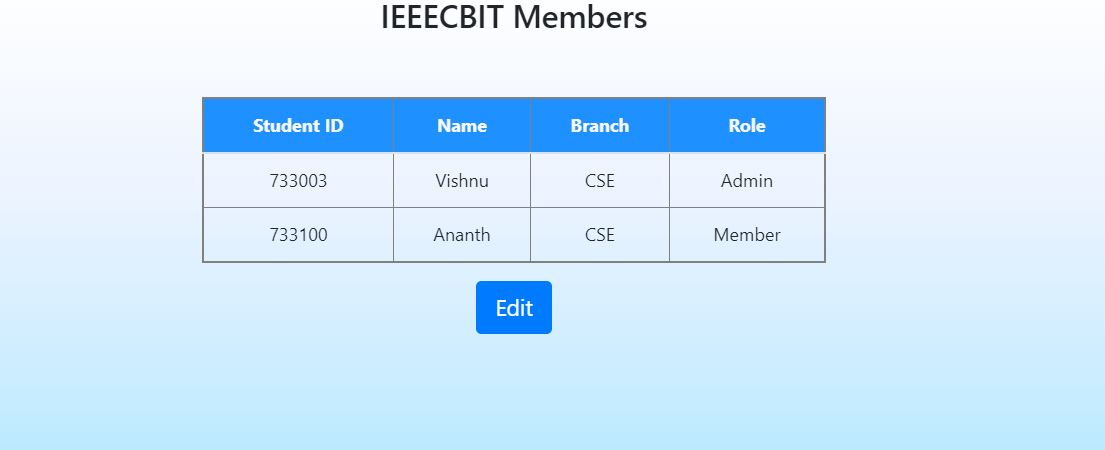 IEEECBIT Members
Student ID Name Branch Role
733003 Vishnu CSE Admin
733100 Ananth CSE Member
Edit